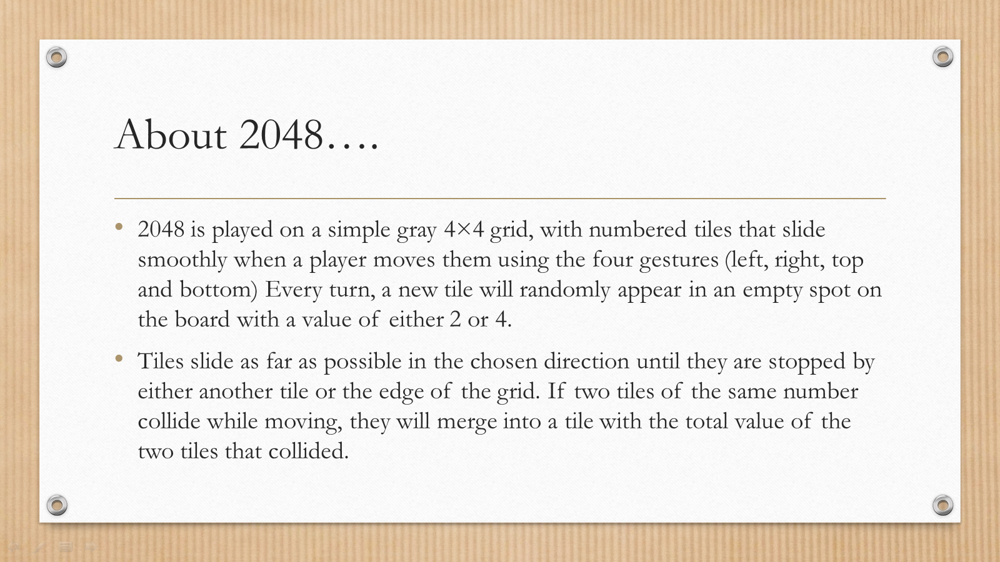 About 2048….
• 2048 is played on a simple gray 4×4 grid, with numbered tiles that slide
smoothly when a player moves them using the four gestures (left, right, top
and bottom) Every turn, a new tile will randomly appear in an empty spot on
the board with a value of either 2 or 4.
• Tiles slide as far as possible in the chosen direction until they are stopped by
either another tile or the edge of the grid. If two tiles of the same number
collide while moving, they will merge into a tile with the total value of the
two tiles that collided.